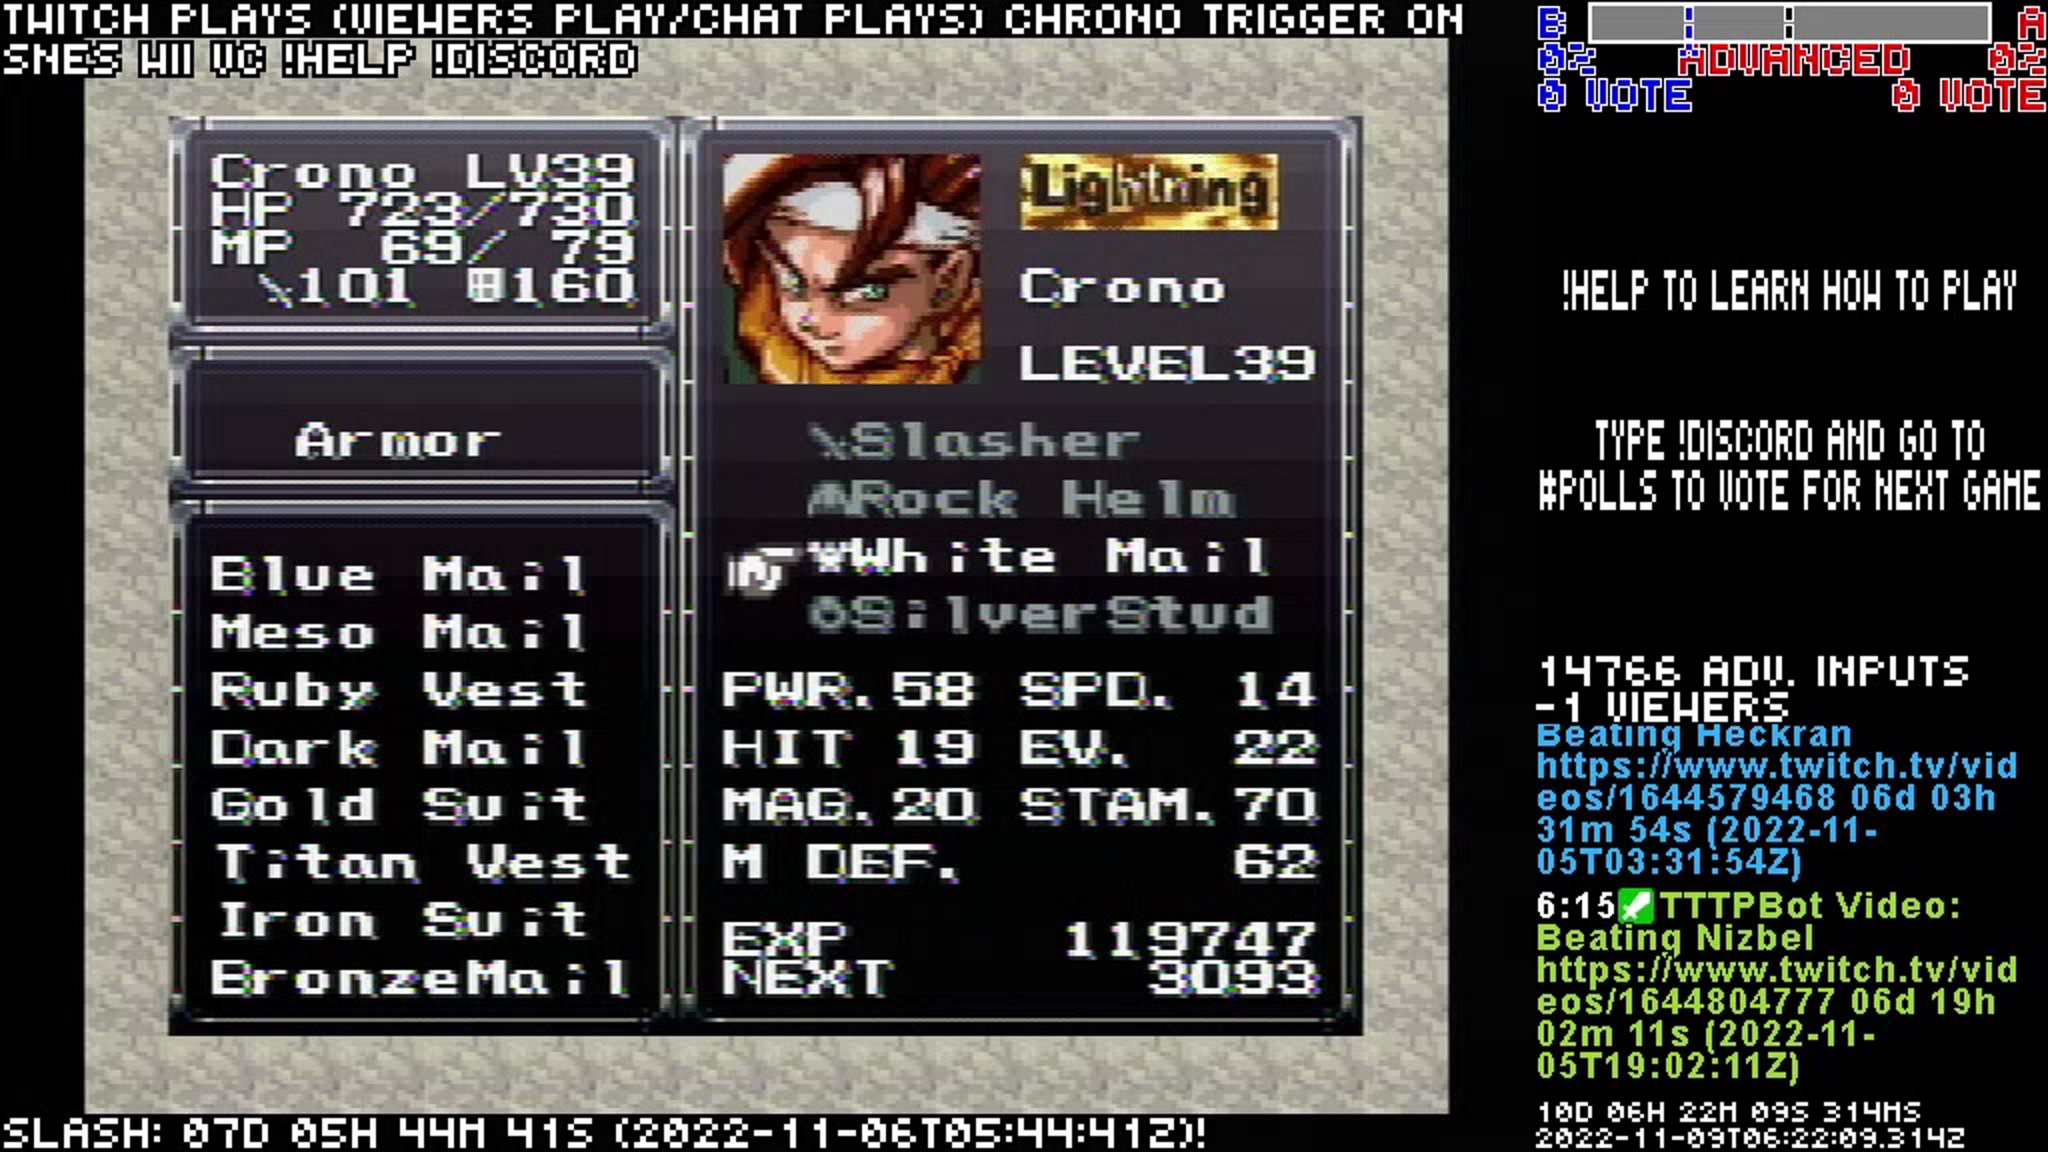 TWITCH PLAYS (VIEWERS PLAY/CHAT PLAYS) CHRONO TRIGGER ON
SNES WII VC !HELP !DISCORD
B A
0% ADVANCED 0%
0 VOTE 0 VOTE
Crono LV39
HP 723/730
MP 69/ 79
101 160
Armor
Blue Mail
Meso Mail
Ruby Vest
Dark Mail
Gold Suit
Titan Vest
Iron Suit
BronzeMail
Lightning
Crono
LEVEL39
Slasher
Rock Helm
White Mail
SilverStud
PWR. 58 SPD. 14
HIT 19 EV. 22
MAG. 20 STAM. 70
M DEF. 62
EXP 119747
NEXT 3093
!HELP TO LEARN HOW TO PLAY
TYPE !DISCORD AND GO TO
#POLLS TO VOTE FOR NEXT GAME
14766 ADV. INPUTS
-1 VIEWERS
Beating Heckran
https://www.twitch.tv/vid
eos/1644579468 06d 03h
31m 54s (2022-11-
05T03:31:54Z)
6:15 TTTPBot Video:
Beating Nizbel
https://www.twitch.tv/vid
eos/1644804777 06d 19h
02m 11s (2022-11-
05T19:02:11Z)
10D 06H 22M 09S 314MS
2022-11-09T06:22:09.314Z
SLASH: 07D 05H 44M 41S (2022-11-06T05:44:41Z)!